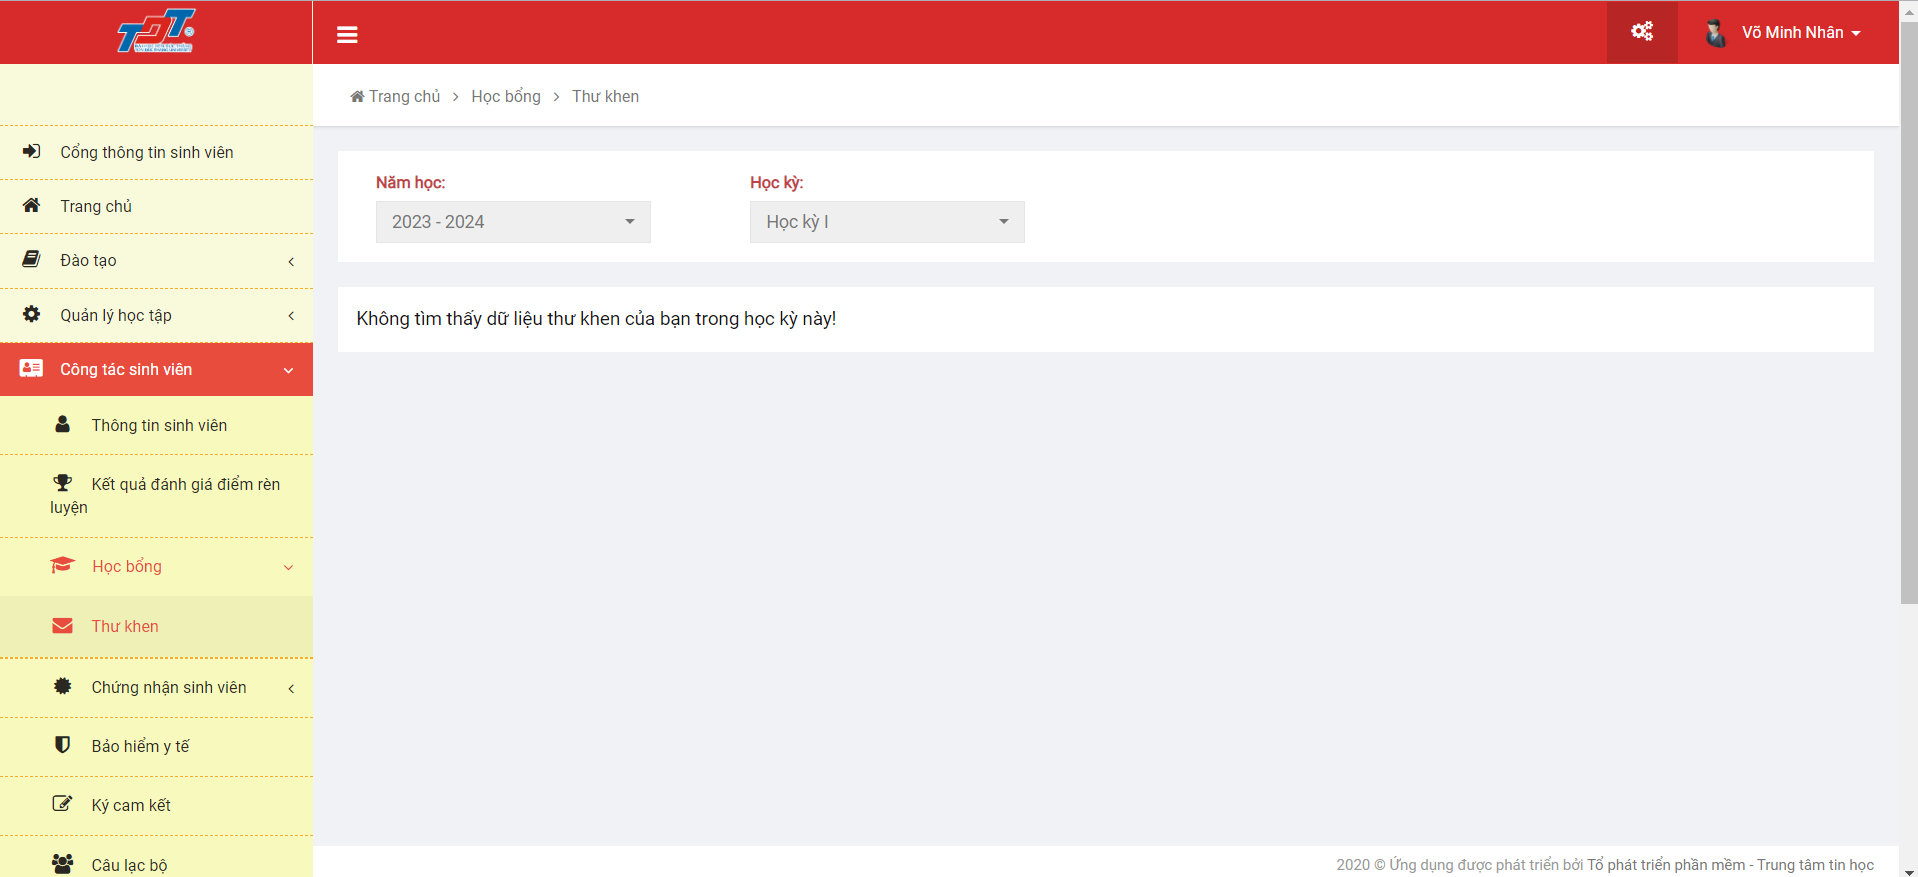 TDT
Võ Minh Nhân
Trang chủ > Học bổng > Thư khen
Cổng thông tin sinh viên
Trang chủ
Đào tạo
Quản lý học tập
Công tác sinh viên
Thông tin sinh viên
Kết quả đánh giá điểm rèn
luyện
Học bổng
Thư khen
Chứng nhận sinh viên
Bảo hiểm y tế
Ký cam kết
Câu lạc bộ
Năm học:
Học kỳ:
2023 - 2024
Học kỳ I
Không tìm thấy dữ liệu thư khen của bạn trong học kỳ này!
2020 © Ứng dụng được phát triển bởi Tổ phát triển phần mềm - Trung tâm tin học